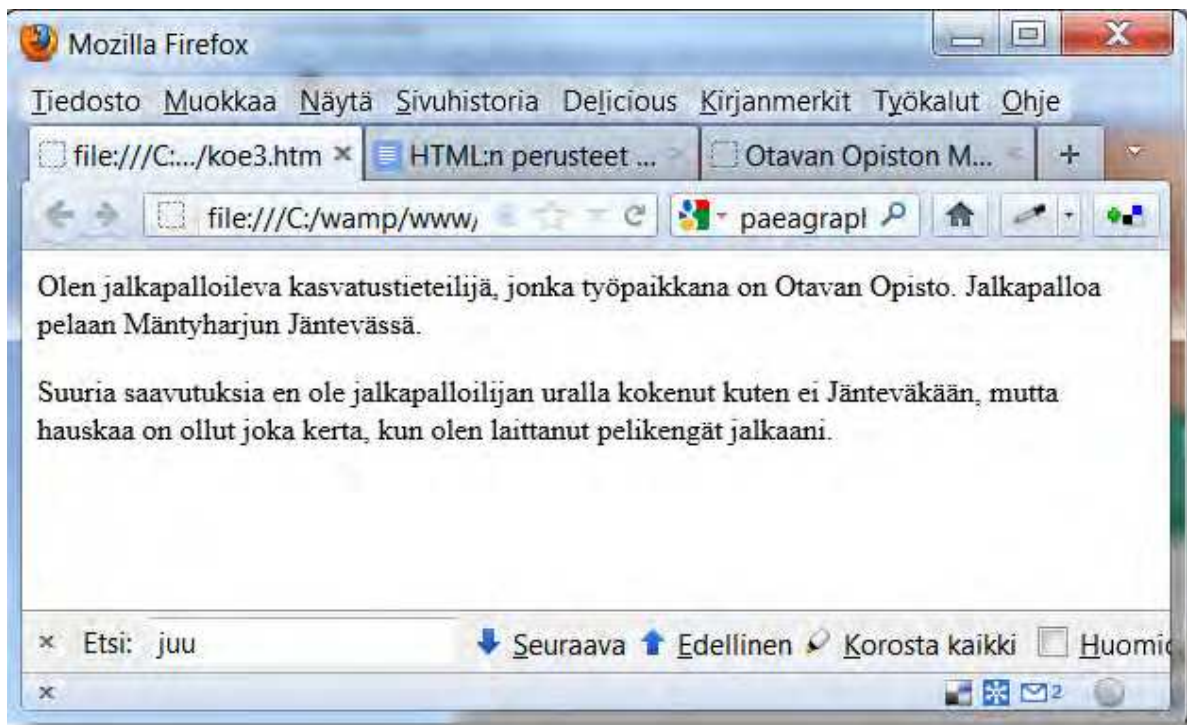 Mozilla Firefox
Tiedosto Muokkaa Näytä Sivuhistoria Delicious Kirjanmerkit Työkalut Ohje
file:///C:.../koe3.htm × HTML:n perusteet ... Otavan Opiston M... +
file:///C:/wamp/www/ paeagrapl
Olen jalkapalloileva kasvatustieteilijä, jonka työpaikkana on Otavan Opisto. Jalkapalloa
pelaan Mäntyharjun Jäntevässä.
Suuria saavutuksia en ole jalkapalloilijan uralla kokenut kuten ei Jänteväkään, mutta
hauskaa on ollut joka kerta, kun olen laittanut pelikengät jalkaani.
× Etsi: juu Seuraava Edellinen Korosta kaikki Huomio
× 2